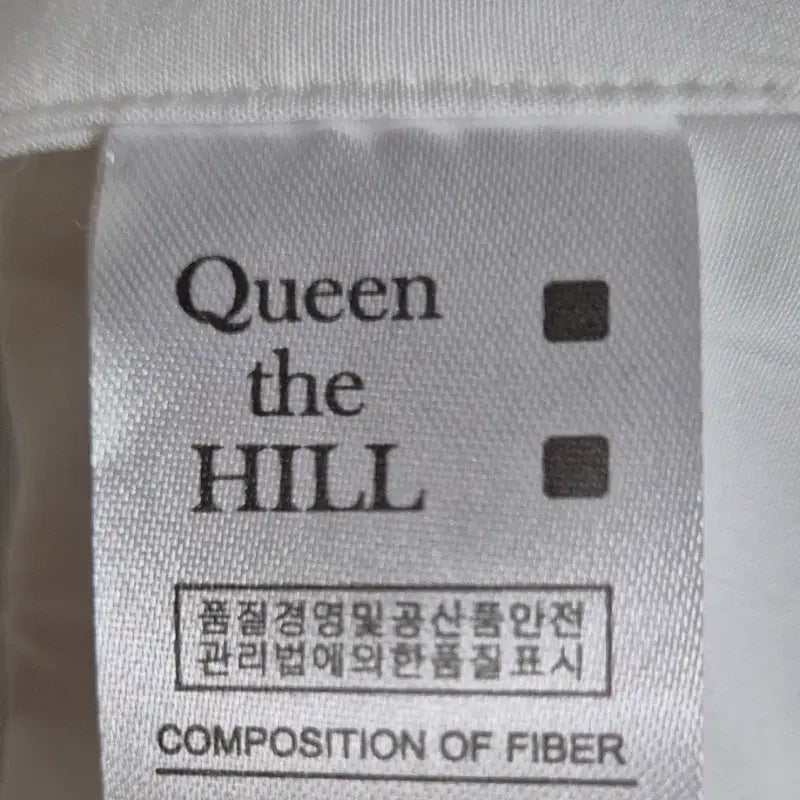 Queen
the
HILL
품질경영및공산품안전
관리법에의한품질표시
COMPOSITION OF FIBER